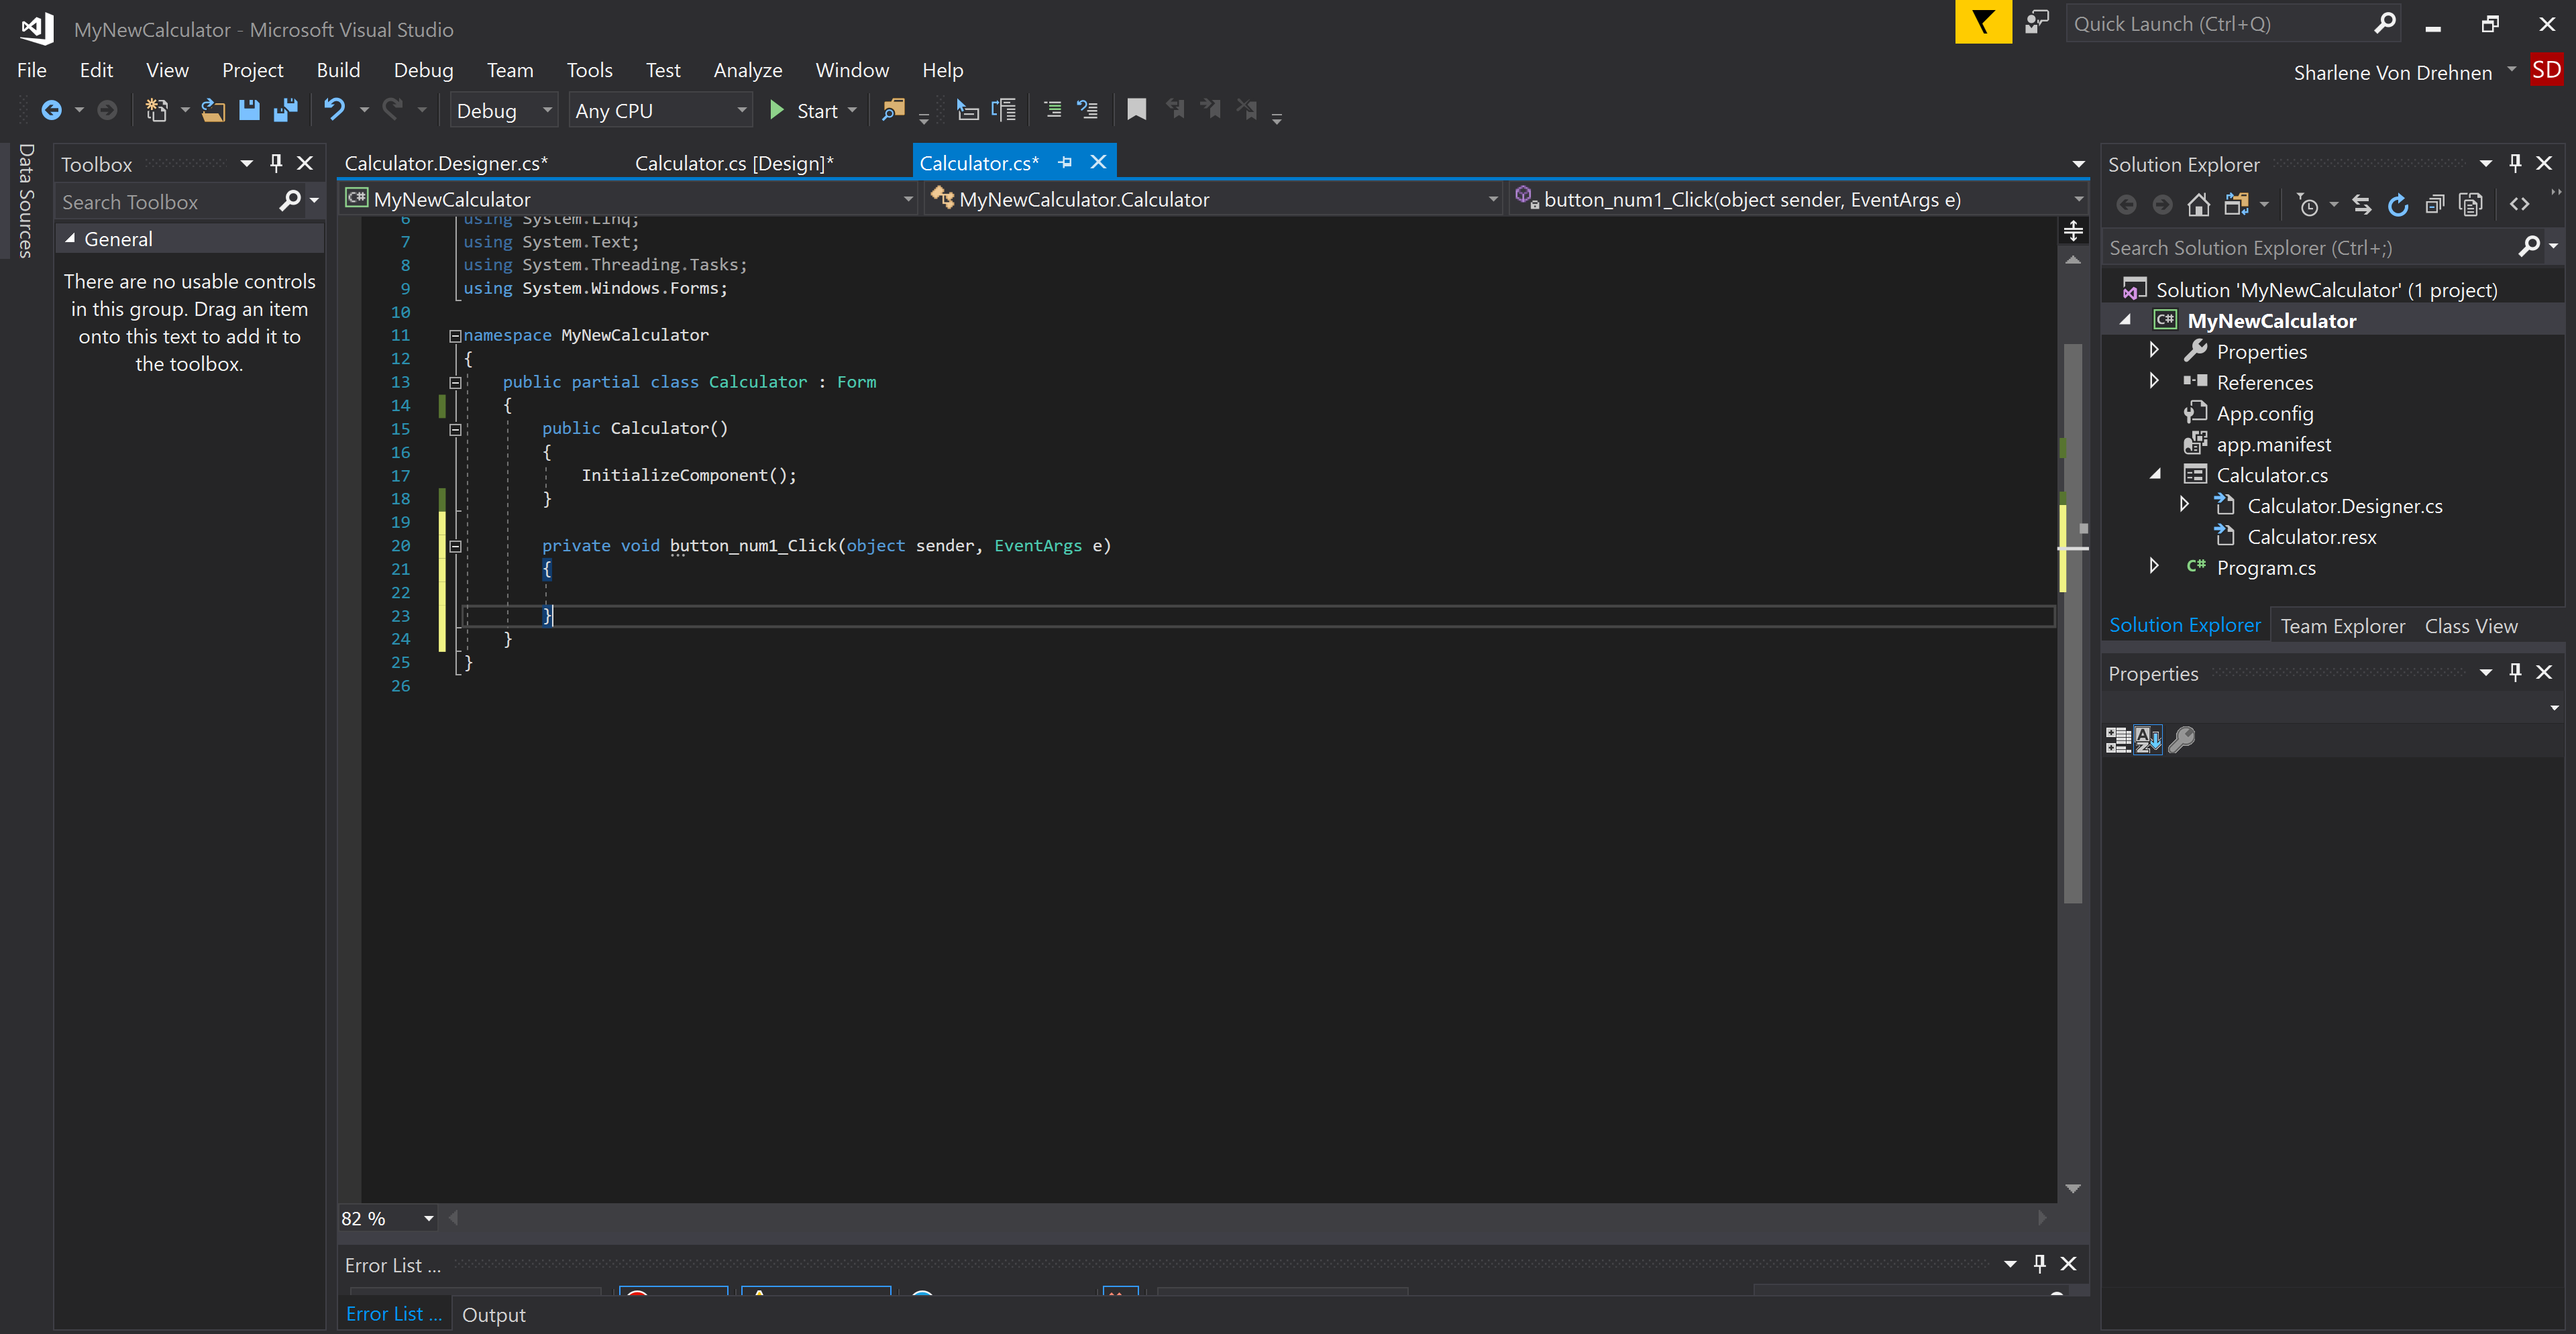 MyNewCalculator - Microsoft Visual Studio
Quick Launch (Ctrl+Q)
File Edit View Project Build Debug Team Tools Test Analyze Window Help
Sharlene Von Drehnen SD
Debug Any CPU Start
Data Sources
Toolbox
Search Toolbox
General
There are no usable controls
in this group. Drag an item
onto this text to add it to
the toolbox.
Calculator.Designer.cs* Calculator.cs [Design]* Calculator.cs*
MyNewCalculator MyNewCalculator.Calculator button_num1_Click(object sender, EventArgs e)
6 using System.Linq;
7 using System.Text;
8 using System.Threading.Tasks;
9 using System.Windows.Forms;
10
11 namespace MyNewCalculator
12 {
13 public partial class Calculator : Form
14 {
15 public Calculator()
16 {
17 InitializeComponent();
18 }
19
20 private void button_num1_Click(object sender, EventArgs e)
21 {
22
23 }
24 }
25 }
26
82 %
Error List ...
Error List ... Output
Solution Explorer
Search Solution Explorer (Ctrl+;)
Solution 'MyNewCalculator' (1 project)
C# MyNewCalculator
Properties
References
App.config
app.manifest
Calculator.cs
Calculator.Designer.cs
Calculator.resx
C# Program.cs
Solution Explorer Team Explorer Class View
Properties